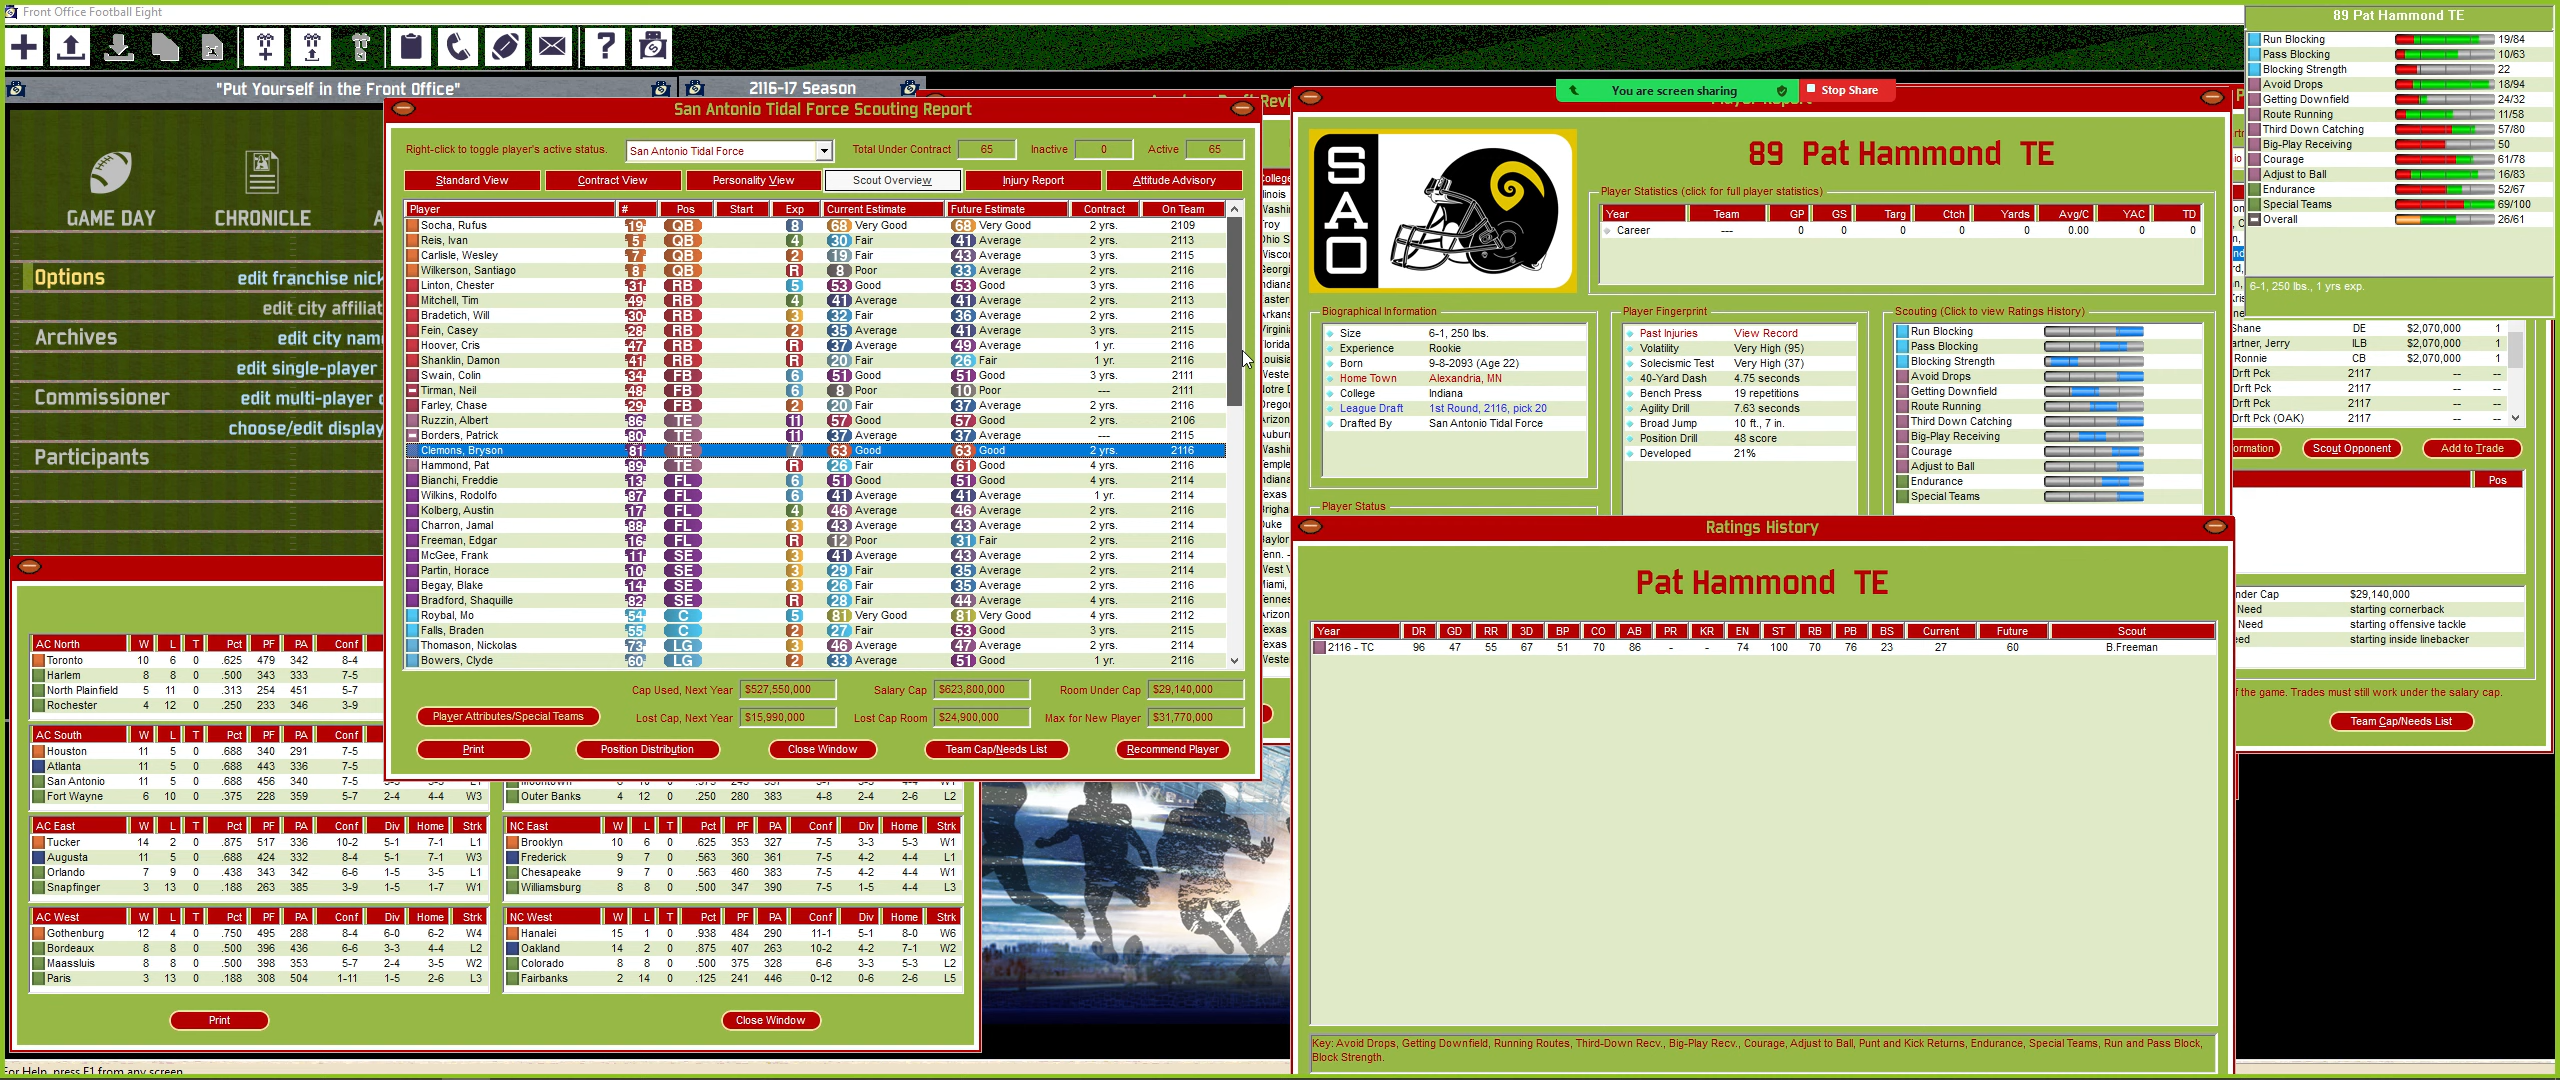 Front Office Football Eight
"Put Yourself in the Front Office"
2116-17 Season
GAME DAY
CHRONICLE
Options
edit franchise nick
edit city affiliat
Archives
edit city name
edit single-player
Commissioner
edit multi-player
choose/edit display
Participants
San Antonio Tidal Force Scouting Report
Right-click to toggle player's active status. San Antonio Tidal Force Total Under Contract 65 Inactive 0 Active 65
Standard View Contract View Personality View Scout Overview Injury Report Attitude Advisory
Player # Pos Start Exp Current Estimate Future Estimate Contract On Team
Socha, Rufus 19 QB 8 68 Very Good 68 Very Good 2 yrs. 2109
Reis, Ivan 5 QB 4 30 Fair 41 Average 2 yrs. 2113
Carlisle, Wesley 7 QB 2 19 Fair 43 Average 3 yrs. 2115
Wilkerson, Santiago 8 QB R 8 Poor 33 Average 2 yrs. 2116
Linton, Chester 31 RB 5 53 Good 53 Good 3 yrs. 2116
Mitchell, Tim 49 RB 4 41 Average 41 Average 2 yrs. 2113
Bradetich, Will 30 RB 3 32 Fair 36 Average 2 yrs. 2116
Fein, Casey 28 RB 2 35 Average 41 Average 3 yrs. 2115
Hoover, Cris 47 RB R 37 Average 49 Average 1 yr. 2116
Shanklin, Damon 41 RB R 20 Fair 26 Fair 1 yr. 2116
Swain, Colin 34 FB 6 51 Good 51 Good 3 yrs. 2111
Tirman, Neil 48 FB 6 8 Poor 10 Poor --- 2111
Farley, Chase 29 FB 2 20 Fair 37 Average 2 yrs. 2116
Ruzzin, Albert 86 TE 11 57 Good 57 Good 2 yrs. 2106
Borders, Patrick 80 TE 11 37 Average 37 Average --- 2115
Clemons, Bryson 81 TE 7 63 Good 63 Good 2 yrs. 2116
Hammond, Pat 89 TE R 26 Fair 61 Good 4 yrs. 2116
Bianchi, Freddie 13 FL 6 51 Good 51 Good 4 yrs. 2114
Wilkins, Rodolfo 87 FL 6 41 Average 41 Average 1 yr. 2114
Kolberg, Austin 17 FL 4 46 Average 46 Average 2 yrs. 2116
Charron, Jamal 88 FL 3 43 Average 43 Average 2 yrs. 2114
Freeman, Edgar 16 FL R 12 Poor 31 Fair 2 yrs. 2116
McGee, Frank 11 SE 3 41 Average 43 Average 2 yrs. 2114
Partin, Horace 10 SE 3 29 Fair 35 Average 2 yrs. 2114
Begay, Blake 14 SE 3 26 Fair 35 Average 2 yrs. 2116
Bradford, Shaquille 82 SE R 28 Fair 44 Average 4 yrs. 2116
Roybal, Mo 54 C 5 81 Very Good 81 Very Good 4 yrs. 2112
Falls, Braden 55 C 2 27 Fair 53 Good 3 yrs. 2115
Thomason, Nickolas 73 LG 3 46 Average 47 Average 2 yrs. 2114
Bowers, Clyde 60 LG 2 33 Average 51 Good 1 yr. 2116
Cap Used, Next Year $527,550,000 Salary Cap $623,800,000 Room Under Cap $29,140,000
Player Attributes/Special Teams Lost Cap, Next Year $15,990,000 Lost Cap Room $24,900,000 Max for New Player $31,770,000
Print Position Distribution Close Window Team Cap/Needs List Recommend Player
AC North W L T Pct PF PA Conf
Toronto 10 6 0 .625 479 342 8-4
Harlem 8 8 0 .500 343 333 7-5
North Plainfield 5 11 0 .313 254 451 5-7
Rochester 4 12 0 .250 233 346 3-9
AC South W L T Pct PF PA Conf
Houston 11 5 0 .688 340 291 7-5
Atlanta 11 5 0 .688 443 336 7-5
San Antonio 11 5 0 .688 456 340 7-5
Fort Wayne 6 10 0 .375 228 359 5-7 2-4 4-4 W3
Outer Banks 4 12 0 .250 280 383 4-8 2-4 2-6 L2
AC East W L T Pct PF PA Conf Div Home Strk
Tucker 14 2 0 .875 517 336 10-2 5-1 7-1 L1
Augusta 11 5 0 .688 424 332 8-4 5-1 7-1 W3
Orlando 7 9 0 .438 343 342 6-6 1-5 3-5 L1
Snapfinger 3 13 0 .188 263 385 3-9 1-5 1-7 W1
NC East W L T Pct PF PA Conf Div Home Strk
Brooklyn 10 6 0 .625 353 327 7-5 3-3 5-3 W1
Frederick 9 7 0 .563 360 361 7-5 4-2 4-4 L1
Chesapeake 9 7 0 .563 460 383 7-5 4-2 4-4 W1
Williamsburg 8 8 0 .500 347 390 7-5 1-5 4-4 L3
AC West W L T Pct PF PA Conf Div Home Strk
Gothenburg 12 4 0 .750 495 288 8-4 6-0 6-2 W4
Bordeaux 8 8 0 .500 396 436 6-6 3-3 4-4 L2
Maassluis 8 8 0 .500 398 353 5-7 2-4 3-5 W2
Paris 3 13 0 .188 308 504 1-11 1-5 2-6 L3
NC West W L T Pct PF PA Conf Div Home Strk
Hanalei 15 1 0 .938 484 290 11-1 5-1 8-0 W6
Oakland 14 2 0 .875 407 263 10-2 4-2 7-1 W2
Colorado 8 8 0 .500 375 328 6-6 3-3 5-3 L2
Fairbanks 2 14 0 .125 241 446 0-12 0-6 2-6 L5
Print Close Window
For Help, press F1 from any screen
You are screen sharing Stop Share
SAO
89 Pat Hammond TE
Player Statistics (click for full player statistics)
Year Team GP GS Targ Ctch Yards Avg/C YAC TD
Career --- 0 0 0 0 0 0.00 0 0
Biographical Information
Size 6-1, 250 lbs.
Experience Rookie
Born 9-8-2093 (Age 22)
Home Town Alexandria, MN
College Indiana
League Draft 1st Round, 2116, pick 20
Drafted By San Antonio Tidal Force
Player Status
Player Fingerprint
Past Injuries View Record
Volatility Very High (95)
Solecismic Test Very High (37)
40-Yard Dash 4.75 seconds
Bench Press 19 repetitions
Agility Drill 7.63 seconds
Broad Jump 10 ft., 7 in.
Position Drill 48 score
Developed 21%
Scouting (Click to view Ratings History)
Run Blocking
Pass Blocking
Blocking Strength
Avoid Drops
Getting Downfield
Route Running
Third Down Catching
Big-Play Receiving
Courage
Adjust to Ball
Endurance
Special Teams
Ratings History
Pat Hammond TE
Year DR GD RR 3D BP CO AB PR KR EN ST RB PB BS Current Future Scout
2116 - TC 96 47 55 67 51 70 86 - - 74 100 70 76 23 27 60 B.Freeman
Key: Avoid Drops, Getting Downfield, Running Routes, Third-Down Recv., Big-Play Recv., Courage, Adjust to Ball, Punt and Kick Returns, Endurance, Special Teams, Run and Pass Block,
Block Strength.
89 Pat Hammond TE
Run Blocking 19/84
Pass Blocking 10/63
Blocking Strength 22
Avoid Drops 18/94
Getting Downfield 24/32
Route Running 11/58
Third Down Catching 57/80
Big-Play Receiving 50
Courage 61/78
Adjust to Ball 16/83
Endurance 52/67
Special Teams 69/100
Overall 26/61
6-1, 250 lbs., 1 yrs exp.
Shane DE $2,070,000 1
artner, Jerry ILB $2,070,000 1
Ronnie CB $2,070,000 1
Drft Pck 2117 -- --
Drft Pck 2117 -- --
Drft Pck 2117 -- --
Drft Pck (OAK) 2117 -- --
ormation Scout Opponent Add to Trade
Pos
nder Cap $29,140,000
Need starting cornerback
Need starting offensive tackle
eed starting inside linebacker
f the game. Trades must still work under the salary cap.
Team Cap/Needs List